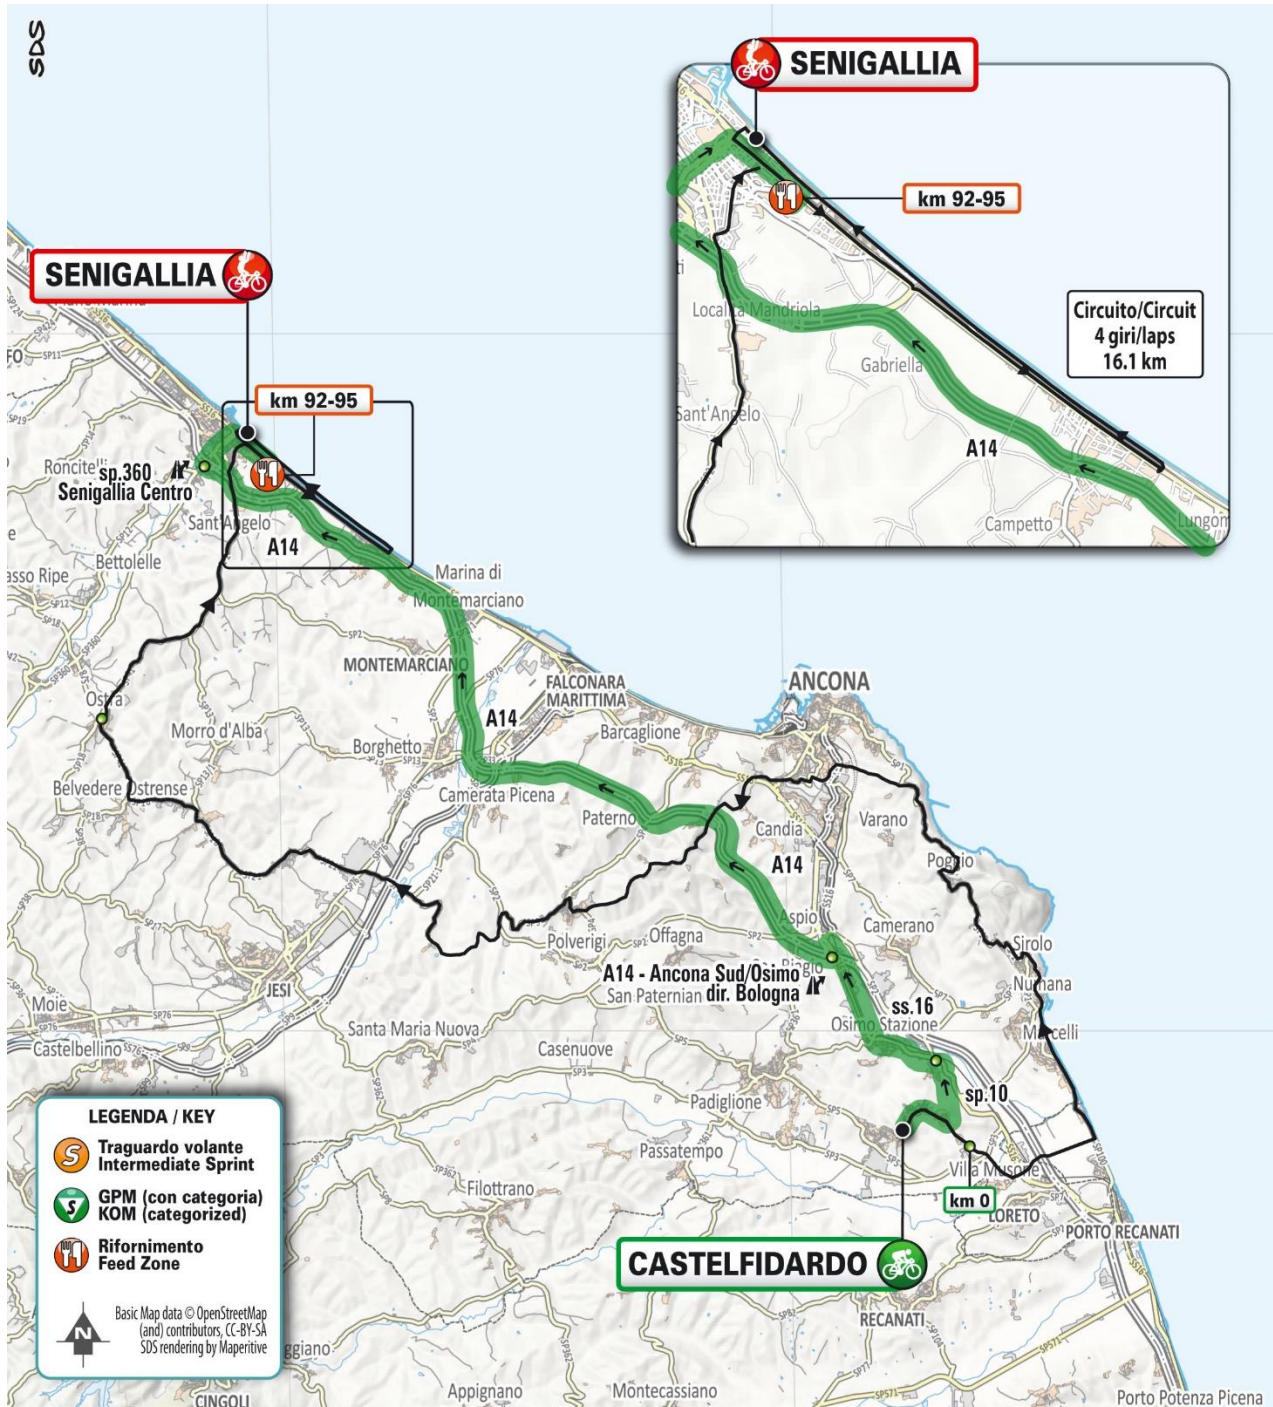 SDS
SENIGALLIA
km 92-95
Circuito/Circuit
4 giri/laps
16.1 km
Località Mandriola
Gabriella
Sant'Angelo
A14
Campetto
SENIGALLIA
km 92-95
Roncitelli
sp.360
Senigallia Centro
Sant'Angelo
A14
Bettolelle
Marina di
Montemarciano
MONTEMARCIANO
FALCONARA
MARITTIMA
ANCONA
Ostra
Morro d'Alba
A14
Barcaglione
Borghetto
Belvedere Ostrense
Camerata Picena
Paterno
Candia
Varano
A14
Poggio
Aspio
Camerano
Polverigi
Offagna
Sirolo
A14 - Ancona Sud/Osimo
dir. Bologna
San Paternian
Numana
JESI
ss.16
Moie
Santa Maria Nuova
Osimo Stazione
Marcelli
Castelbellino
Casenuove
Padiglione
sp.10
Passatempo
Villa Musone
km 0
Filottrano
LORETO
PORTO RECANATI
CASTELFIDARDO
RECANATI
LEGENDA / KEY
S
Traguardo volante
Intermediate Sprint
S
GPM (con categoria)
KOM (categorized)
Rifornimento
Feed Zone
N
Basic Map data © OpenStreetMap
(and) contributors, CC-BY-SA
SDS rendering by Maperitive
CINGOLI
Appignano
Montecassiano
Porto Potenza Picena